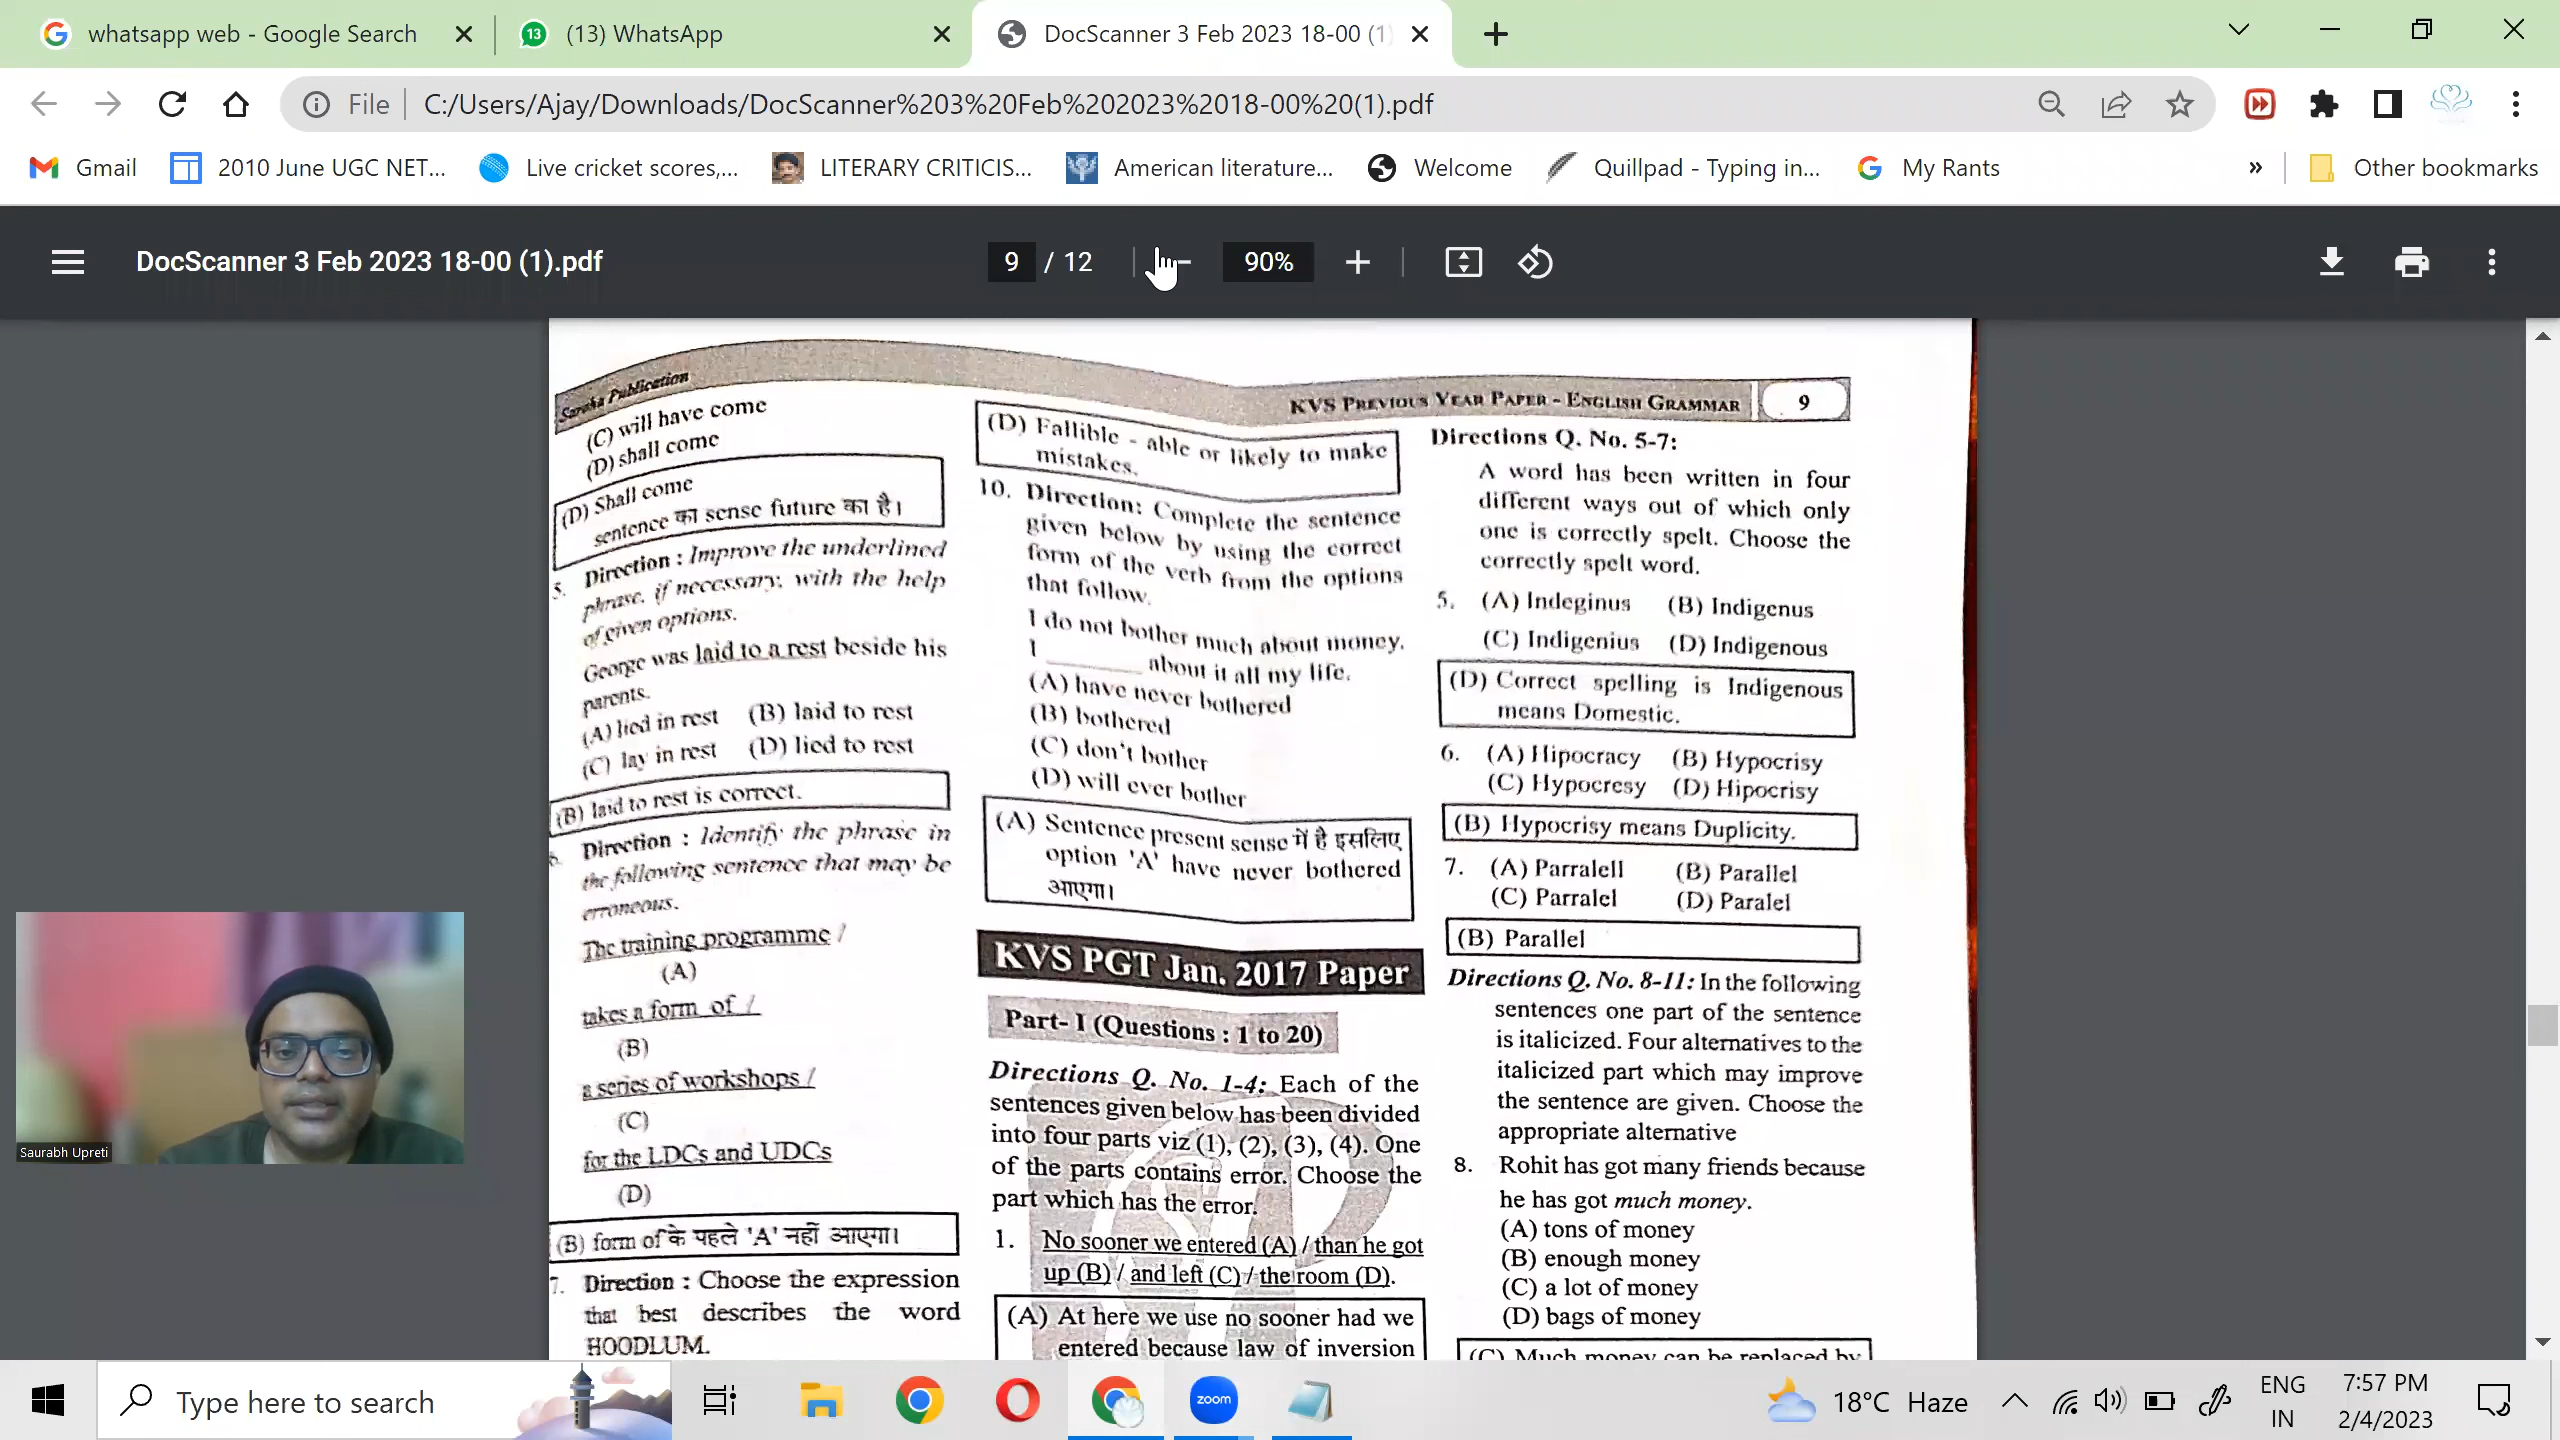 whatsapp web - Google Search
13
(13) WhatsApp
DocScanner 3 Feb 2023 18-00 (1)
File
C:/Users/Ajay/Downloads/DocScanner%203%20Feb%202023%2018-00%20(1).pdf
Gmail
2010 June UGC NET...
Live cricket scores,...
LITERARY CRITICIS...
American literature...
Welcome
Quillpad - Typing in...
My Rants
»
Other bookmarks
DocScanner 3 Feb 2023 18-00 (1).pdf
9 / 12
90%
Publication
KVS PREVIOUS YEAR PAPER - ENGLISH GRAMMAR
9
(C) will have come
(D) shall come
(D) Shall come
sentence का sense future का है।
5. Direction : Improve the underlined
phrase, if necessary; with the help
of given options.
George was laid to a rest beside his
parents.
(A) lied in rest (B) laid to rest
(C) lay in rest (D) lied to rest
(B) laid to rest is correct.
Direction : Identify the phrase in
the following sentence that may be
erroneous.
The training programme /
(A)
takes a form of /
(B)
a series of workshops /
(C)
for the LDCs and UDCs
(D)
(B) form of के पहले 'A' नहीं आएगा।
7. Direction : Choose the expression
that best describes the word
HOODLUM.
(D) Fallible - able or likely to make
mistakes.
10. Direction: Complete the sentence
given below by using the correct
form of the verb from the options
that follow.
I do not bother much about money.
I ________ about it all my life.
(A) have never bothered
(B) bothered
(C) don't bother
(D) will ever bother
(A) Sentence present sense में है इसलिए
option 'A' have never bothered
आएगा।
KVS PGT Jan. 2017 Paper
Part- I (Questions : 1 to 20)
Directions Q. No. 1-4: Each of the
sentences given below has been divided
into four parts viz (1), (2), (3), (4). One
of the parts contains error. Choose the
part which has the error.
1. No sooner we entered (A) / than he got
up (B) / and left (C) / the room (D).
(A) At here we use no sooner had we
entered because law of inversion
Directions Q. No. 5-7:
A word has been written in four
different ways out of which only
one is correctly spelt. Choose the
correctly spelt word.
5. (A) Indeginus (B) Indigenus
(C) Indigenius (D) Indigenous
(D) Correct spelling is Indigenous
means Domestic.
6. (A) Hipocracy (B) Hypocrisy
(C) Hypocresy (D) Hipocrisy
(B) Hypocrisy means Duplicity.
7. (A) Parralell (B) Parallel
(C) Parralel (D) Paralel
(B) Parallel
Directions Q. No. 8-11: In the following
sentences one part of the sentence
is italicized. Four alternatives to the
italicized part which may improve
the sentence are given. Choose the
appropriate alternative
8. Rohit has got many friends because
he has got much money.
(A) tons of money
(B) enough money
(C) a lot of money
(D) bags of money
(C) Much money can be replaced by
Saurabh Upreti
Type here to search
zoom
18°C Haze
ENG
IN
7:57 PM
2/4/2023